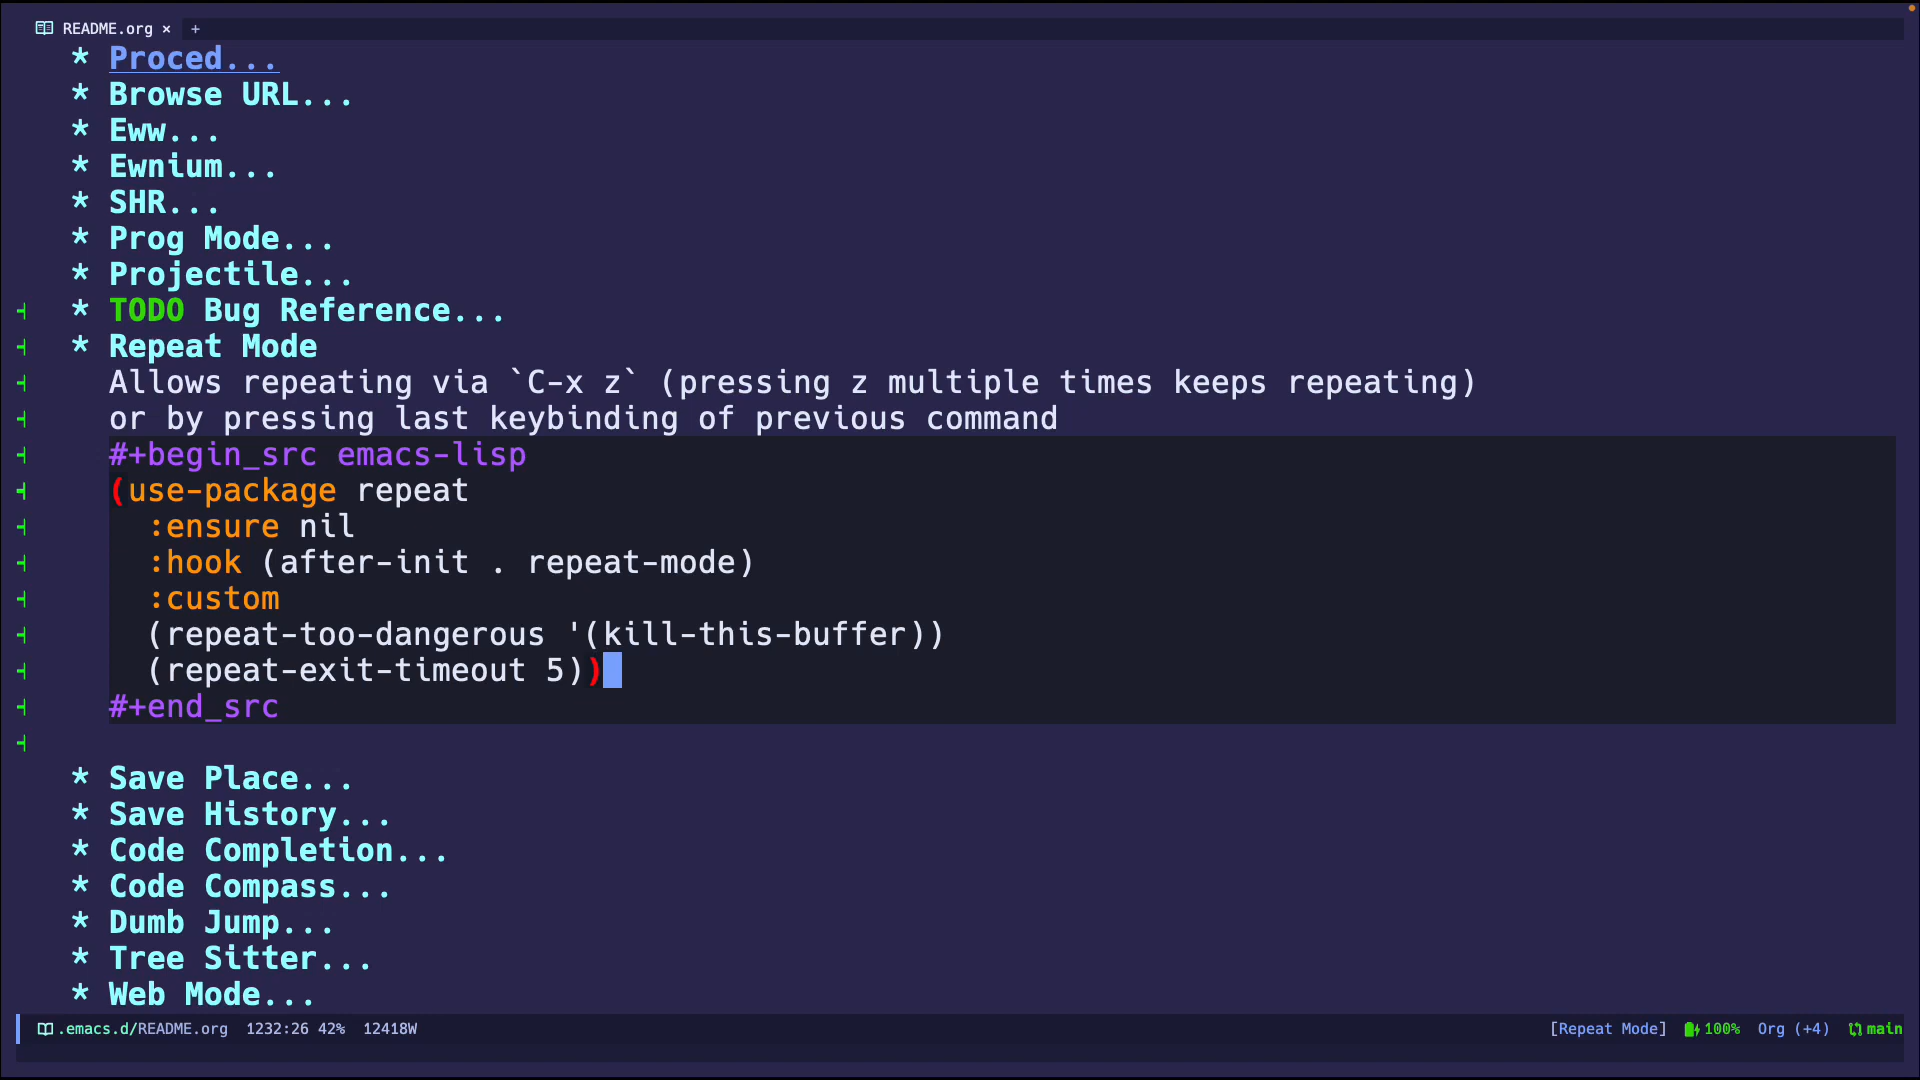 README.org × +
* Proced...
* Browse URL...
* Eww...
* Ewnium...
* SHR...
* Prog Mode...
* Projectile...
* TODO Bug Reference...
* Repeat Mode
Allows repeating via `C-x z` (pressing z multiple times keeps repeating)
or by pressing last keybinding of previous command
#+begin_src emacs-lisp
(use-package repeat
  :ensure nil
  :hook (after-init . repeat-mode)
  :custom
  (repeat-too-dangerous '(kill-this-buffer))
  (repeat-exit-timeout 5))
#+end_src
* Save Place...
* Save History...
* Code Completion...
* Code Compass...
* Dumb Jump...
* Tree Sitter...
* Web Mode...
.emacs.d/README.org 1232:26 42% 12418W [Repeat Mode] 100% Org (+4) main